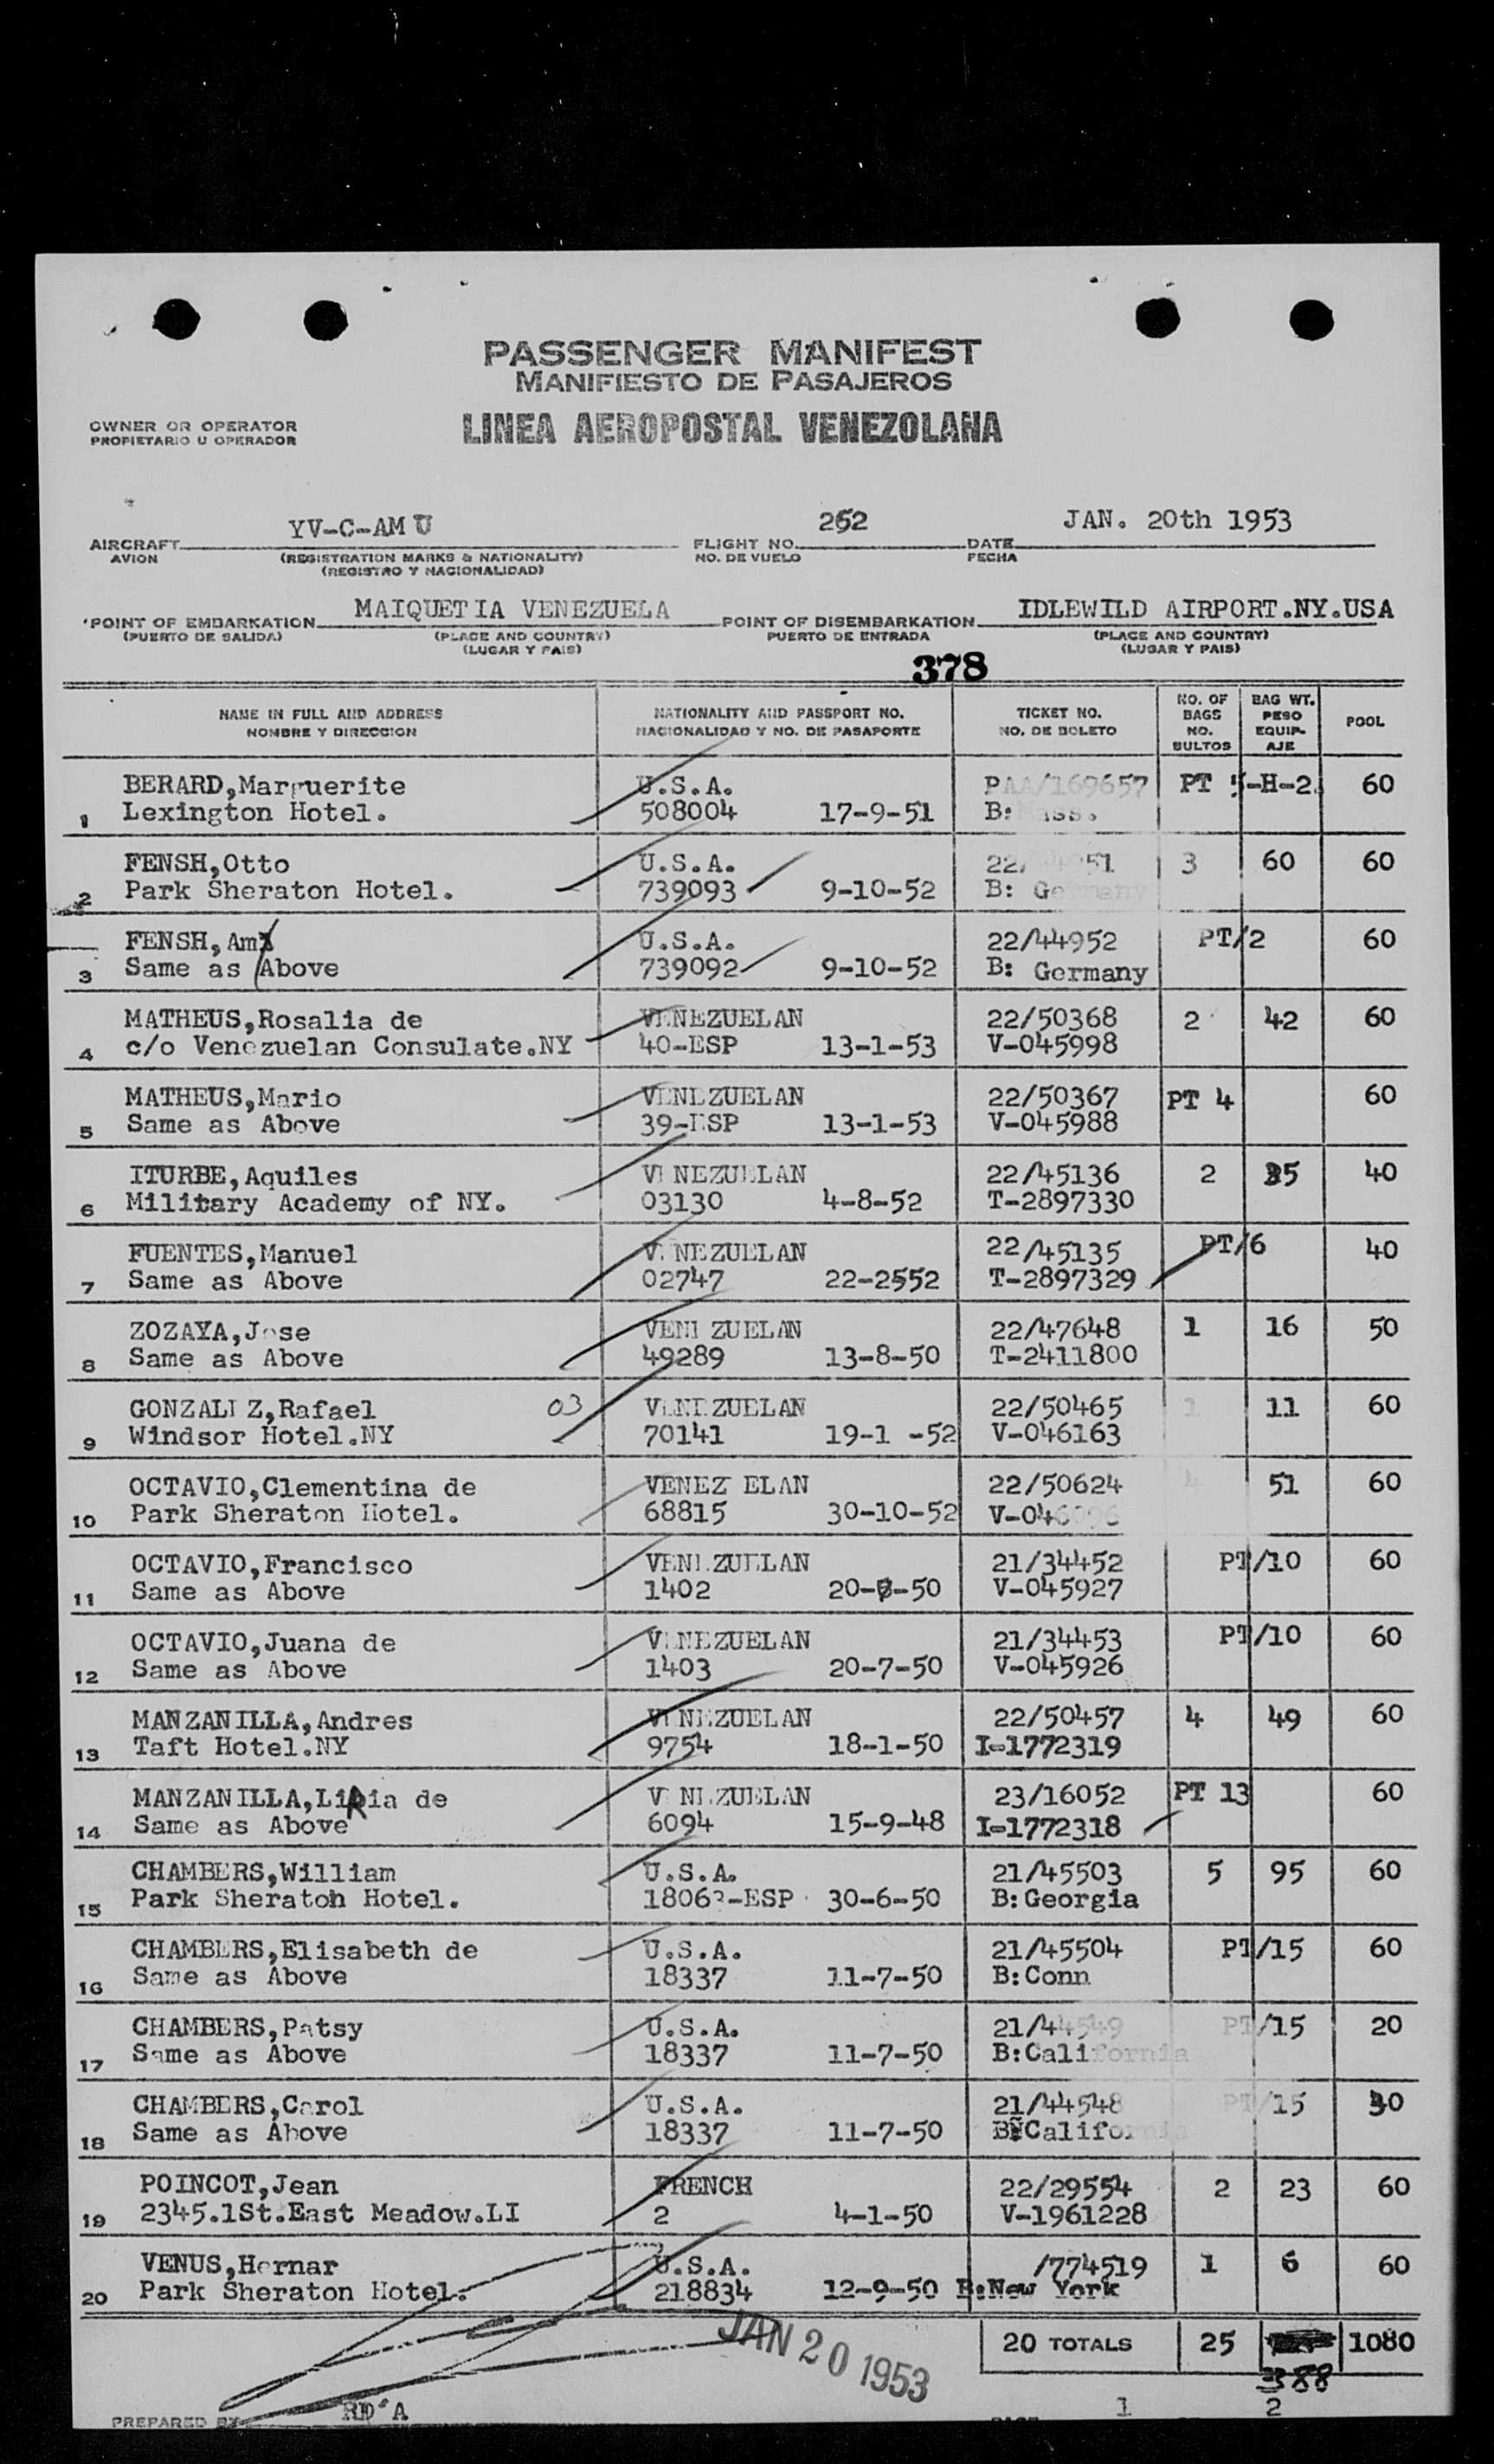 PASSENGER MANIFEST
MANIFIESTO DE PASAJEROS
OWNER OR OPERATOR
PROPIETARIO U OPERADOR
LINEA AEROPOSTAL VENEZOLANA
AIRCRAFT YV-C-AMU FLIGHT NO. 252 DATE JAN. 20th 1953
AVION (REGISTRATION MARKS & NATIONALITY) NO. DE VUELO FECHA
(REGISTRO Y NACIONALIDAD)
POINT OF EMBARKATION MAIQUETIA VENEZUELA POINT OF DISEMBARKATION IDLEWILD AIRPORT.NY.USA
(PUERTO DE SALIDA) (PLACE AND COUNTRY) PUERTO DE ENTRADA (PLACE AND COUNTRY)
(LUGAR Y PAIS) (LUGAR Y PAIS)
378
NAME IN FULL AND ADDRESS NATIONALITY AND PASSPORT NO. TICKET NO. NO. OF BAGS BAG WT. POOL
NOMBRE Y DIRECCION NACIONALIDAD Y NO. DE PASAPORTE NO. DE BOLETO NO. BULTOS PESO EQUIP-AJE
BERARD,Marguerite U.S.A. PAA/169657 PT 5-H-2 60
1 Lexington Hotel. 508004 17-9-51 B: Mass.
FENSH,Otto U.S.A. 22/ 51 3 60 60
2 Park Sheraton Hotel. 739093 9-10-52 B: Germany
FENSH, U.S.A. 22/44952 PT/2 60
3 Same as Above 739092 9-10-52 B: Germany
MATHEUS,Rosalia de VENEZUELAN 22/50368 2 42 60
4 c/o Venezuelan Consulate.NY 40-ESP 13-1-53 V-045998
MATHEUS,Mario VENEZUELAN 22/50367 PT 4 60
5 Same as Above 39-ESP 13-1-53 V-045988
ITURBE,Aquiles VENEZUELAN 22/45136 2 35 40
6 Military Academy of NY. 03130 4-8-52 T-2897330
FUENTES,Manuel VENEZUELAN 22/45135 PT/6 40
7 Same as Above 02747 22-2552 T-2897329
ZOZAYA,Jose VENEZUELAN 22/47648 1 16 50
8 Same as Above 49289 13-8-50 T-2411800
GONZALEZ,Rafael 03 VENEZUELAN 22/50465 1 11 60
9 Windsor Hotel.NY 70141 19-1 -52 V-046163
OCTAVIO,Clementina de VENEZ ELAN 22/50624 4 51 60
10 Park Sheraton Hotel. 68815 30-10-52 V-046096
OCTAVIO,Francisco VENEZUELAN 21/34452 PT/10 60
11 Same as Above 1402 V-045927
OCTAVIO,Juana de VENEZUELAN 21/34453 PT/10 60
12 Same as Above 1403 20-7-50 V-045926
MANZANILLA,Andres VENEZUELAN 22/50457 4 49 60
13 Taft Hotel.NY 9754 18-1-50 I-1772319
MANZANILLA,LiRia de VENEZUELAN 23/16052 PT 13 60
14 Same as Above 6094 15-9-48 I-1772318
CHAMBERS,William U.S.A. 21/45503 5 95 60
15 Park Sheraton Hotel. 18063-ESP 30-6-50 B:Georgia
CHAMBERS,Elisabeth de U.S.A. 21/45504 PT/15 60
16 Same as Above 18337 11-7-50 B:Conn
CHAMBERS,Patsy U.S.A. 21/44549 PT/15 20
17 Same as Above 18337 11-7-50 B:California
CHAMBERS,Carol U.S.A. 21/44548 PT/15 30
18 Same as Above 18337 11-7-50 B:California
POINCOT,Jean FRENCH 22/29554 2 23 60
19 2345.1St.East Meadow.LI 2 4-1-50 V-1961228
VENUS,Hernar U.S.A. /774519 1 6 60
20 Park Sheraton Hotel. 218834 12-9-50 B:New York
JAN 20 1953
20 TOTALS 25 1080
388
PREPARED BY RD'A 1 2